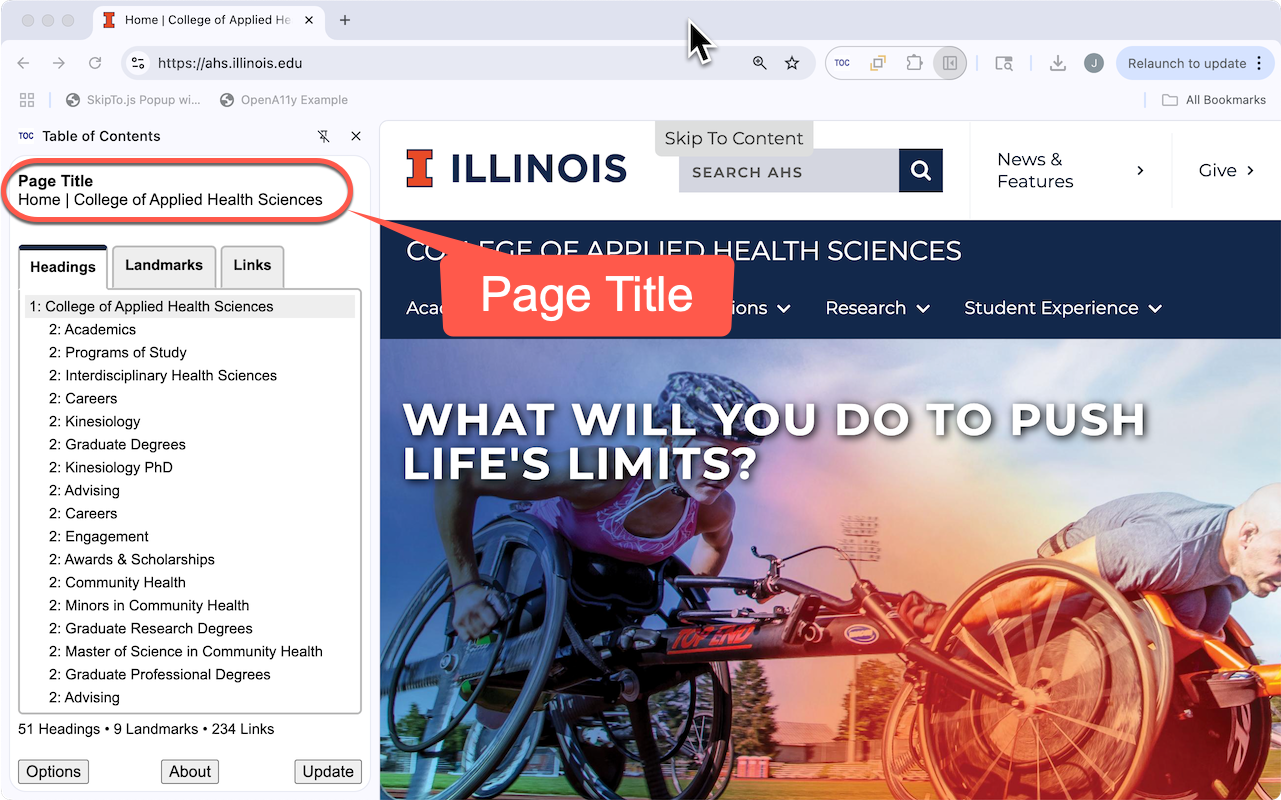 Home | College of Applied He
https://ahs.illinois.edu
TOC
J
Relaunch to update
SkipTo.js Popup wi...
OpenA11y Example
All Bookmarks
TOC Table of Contents
Page Title
Home | College of Applied Health Sciences
Headings
Landmarks
Links
1: College of Applied Health Sciences
2: Academics
2: Programs of Study
2: Interdisciplinary Health Sciences
2: Careers
2: Kinesiology
2: Graduate Degrees
2: Kinesiology PhD
2: Advising
2: Careers
2: Engagement
2: Awards & Scholarships
2: Community Health
2: Minors in Community Health
2: Graduate Research Degrees
2: Master of Science in Community Health
2: Graduate Professional Degrees
2: Advising
51 Headings • 9 Landmarks • 234 Links
Options
About
Update
Page Title
Skip To Content
ILLINOIS
SEARCH AHS
News &
Features
Give
COLLEGE OF APPLIED HEALTH SCIENCES
Research
Student Experience
WHAT WILL YOU DO TO PUSH
LIFE'S LIMITS?
TOP END